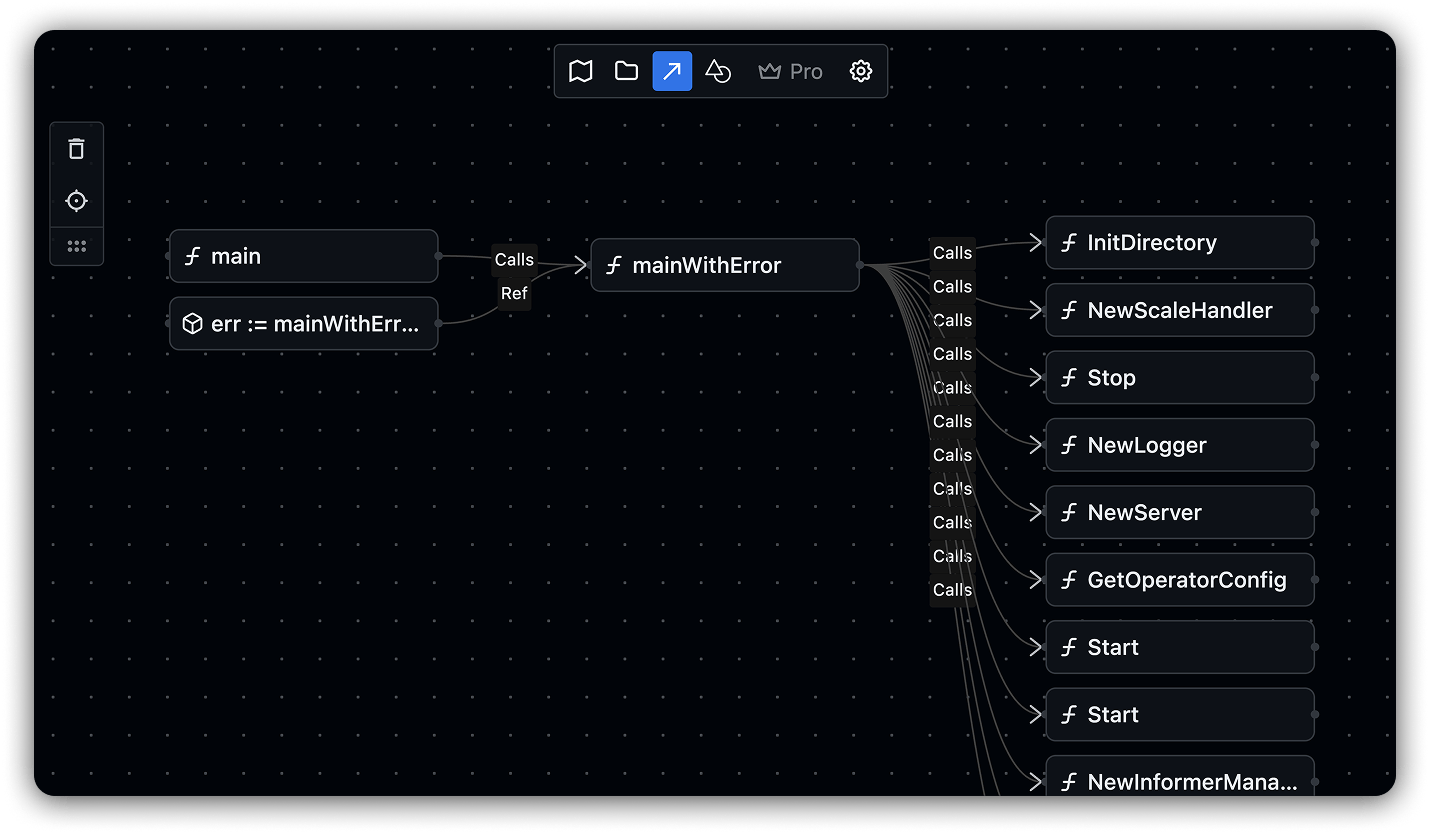 Pro
main
err := mainWithErr...
Calls
Ref
mainWithError
Calls
Calls
Calls
Calls
Calls
Calls
Calls
Calls
Calls
Calls
Calls
InitDirectory
NewScaleHandler
Stop
NewLogger
NewServer
GetOperatorConfig
Start
Start
NewInformerMana...